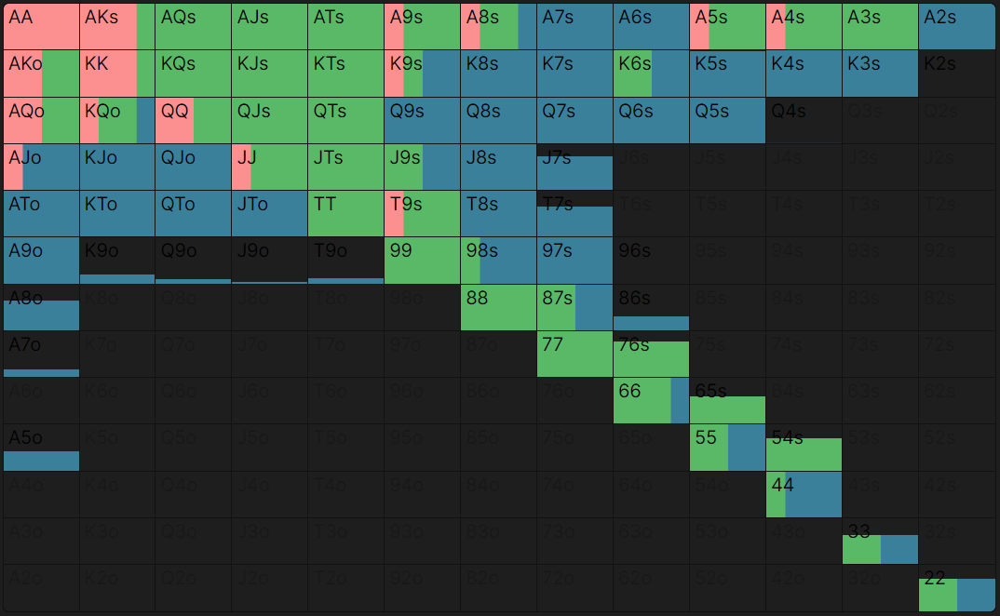 AA AKs AQs AJs ATs A9s A8s A7s A6s A5s A4s A3s A2s
AKo KK KQs KJs KTs K9s K8s K7s K6s K5s K4s K3s K2s
AQo KQo QQ QJs QTs Q9s Q8s Q7s Q6s Q5s Q4s Q3s Q2s
AJo KJo QJo JJ JTs J9s J8s J7s J6s J5s J4s J3s J2s
ATo KTo QTo JTo TT T9s T8s T7s T6s T5s T4s T3s T2s
A9o K9o Q9o J9o T9o 99 98s 97s 96s 95s 94s 93s 92s
A8o K8o Q8o J8o T8o 98o 88 87s 86s 85s 84s 83s 82s
A7o K7o Q7o J7o T7o 97o 87o 77 76s 75s 74s 73s 72s
A6o K6o Q6o J6o T6o 96o 86o 76o 66 65s 64s 63s 62s
A5o K5o Q5o J5o T5o 95o 85o 75o 65o 55 54s 53s 52s
A4o K4o Q4o J4o T4o 94o 84o 74o 64o 54o 44 43s 42s
A3o K3o Q3o J3o T3o 93o 83o 73o 63o 53o 43o 33 32s
A2o K2o Q2o J2o T2o 92o 82o 72o 62o 52o 42o 32o 22